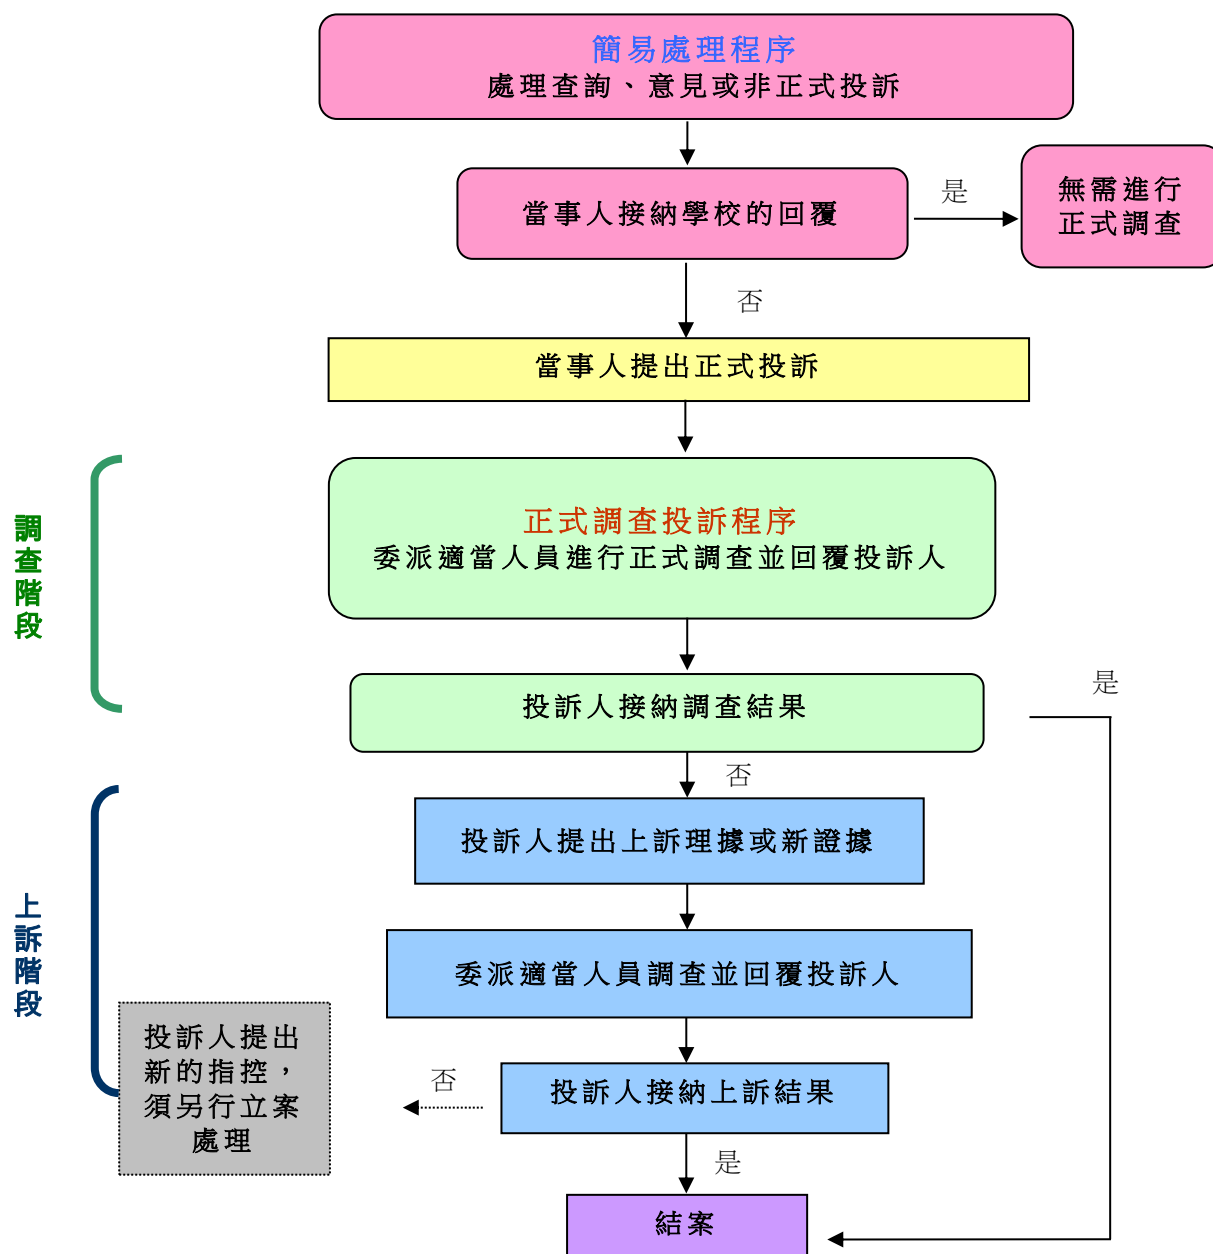 簡易處理程序
處理查詢、意見或非正式投訴
當事人接納學校的回覆
是
無需進行
正式調查
否
當事人提出正式投訴
調查階段
正式調查投訴程序
委派適當人員進行正式調查並回覆投訴人
投訴人接納調查結果
是
否
上訴階段
投訴人提出上訴理據或新證據
委派適當人員調查並回覆投訴人
投訴人接納上訴結果
否
投訴人提出
新的指控，
須另行立案
處理
是
結案